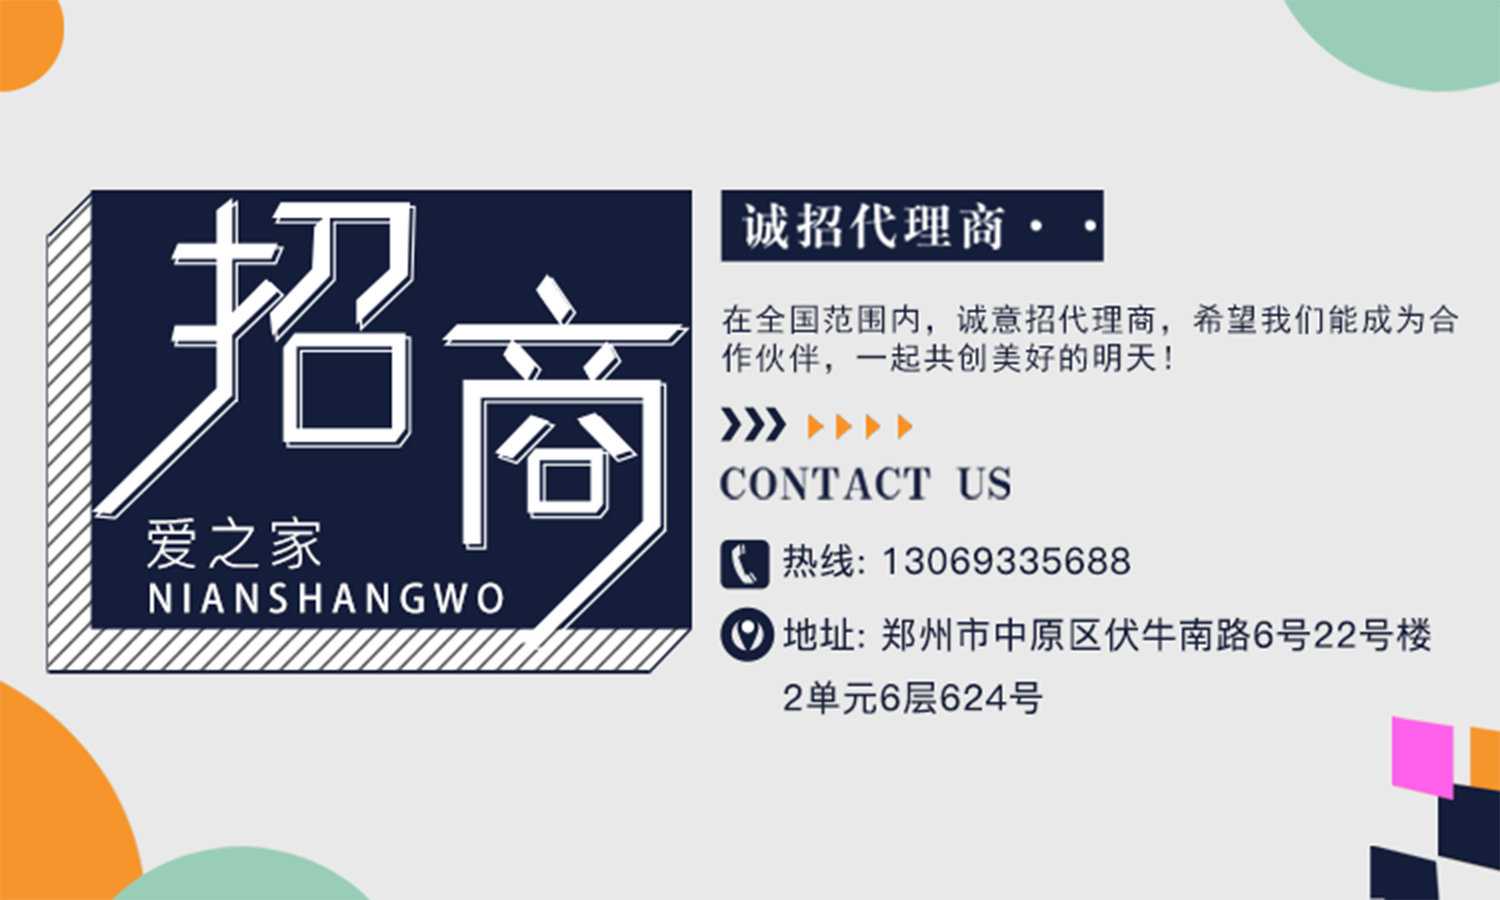 招商
爱之家
NIANSHANGWO
诚招代理商··
在全国范围内，诚意招代理商，希望我们能成为合
作伙伴，一起共创美好的明天！
CONTACT US
热线: 13069335688
地址: 郑州市中原区伏牛南路6号22号楼
2单元6层624号